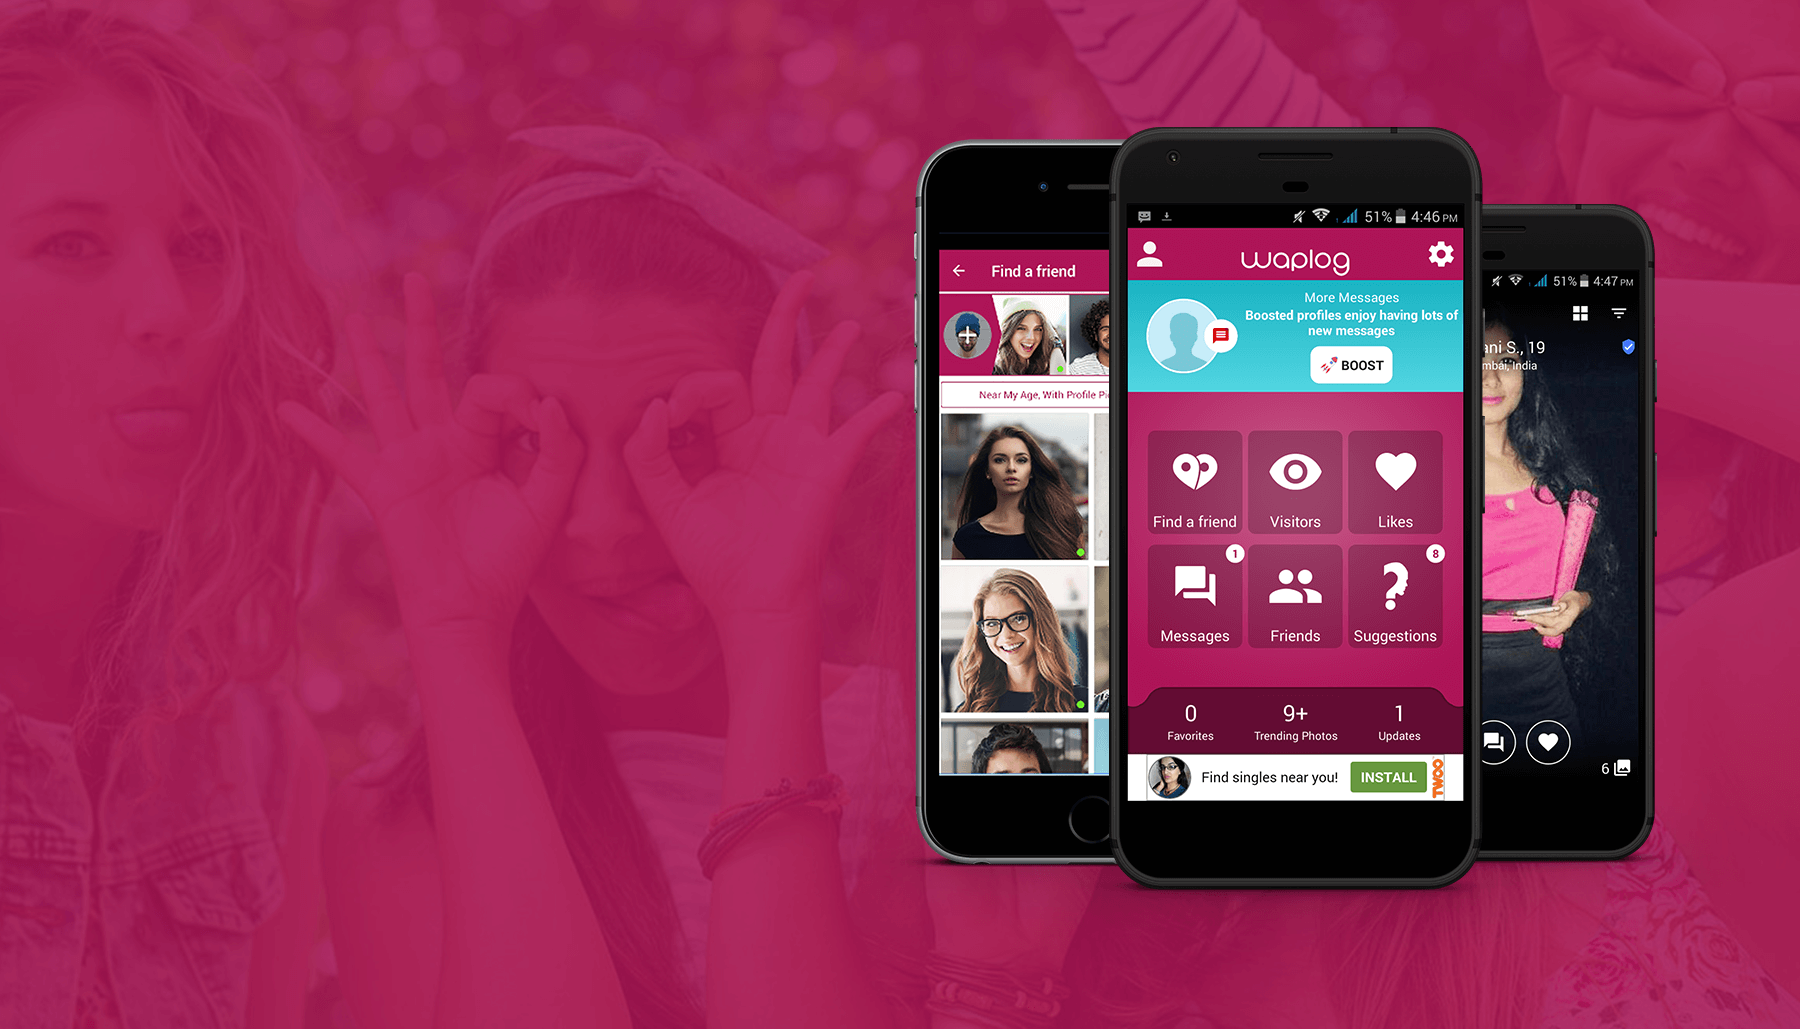 Find a friend
Near My Age, With Profile
51% 4:46 PM
waplog
More Messages
Boosted profiles enjoy having lots of
new messages
BOOST
Find a friend
Visitors
Likes
1
8
Messages
Friends
Suggestions
0
9+
1
Favorites
Trending Photos
Updates
Find singles near you!
INSTALL
TWOO
51% 4:47 PM
ani S., 19
mbai, India
6